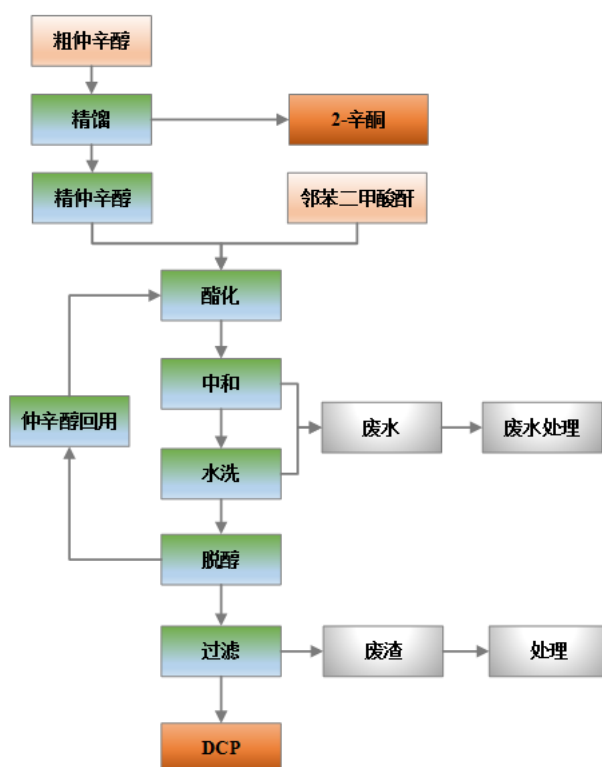 粗仲辛醇
精馏
2-辛酮
精仲辛醇
邻苯二甲酸酐
酯化
中和
仲辛醇回用
废水
废水处理
水洗
脱醇
过滤
废渣
处理
DCP